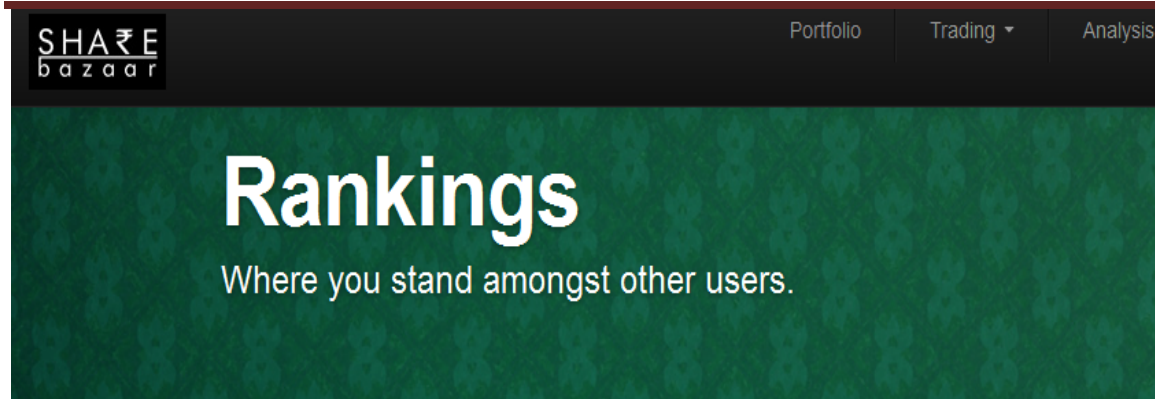 SHA₹E
bazaar
Portfolio Trading Analysis
Rankings
Where you stand amongst other users.